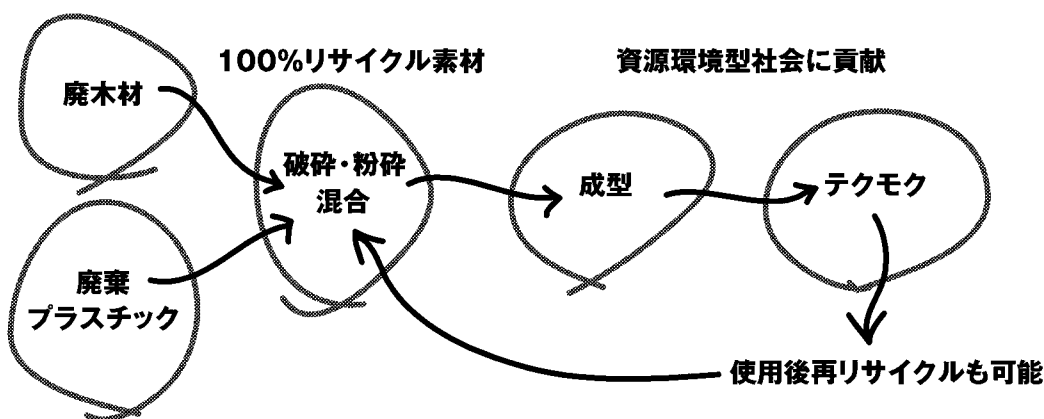 100%リサイクル素材
資源環境型社会に貢献
廃木材
破砕・粉砕
混合
成型
テクモク
廃棄
プラスチック
使用後再リサイクルも可能